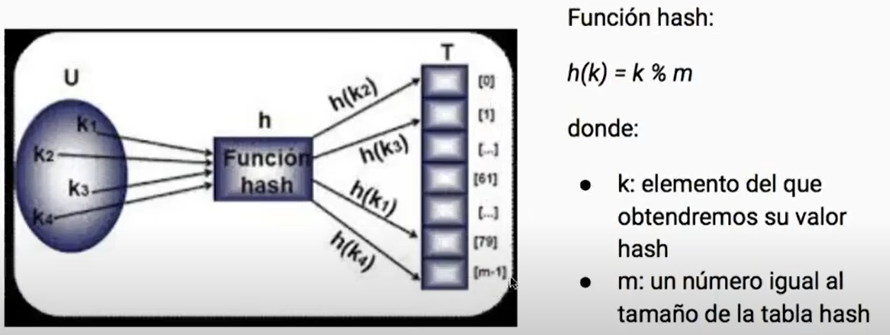 U
k1
k2
k3
k4
h
Función
hash
h(k2)
h(k3)
h(k1)
h(k4)
T
[0]
[1]
[...]
[61]
[...]
[79]
[m-1]
Función hash:
h(k) = k % m
donde:
● k: elemento del que
obtendremos su valor
hash
● m: un número igual al
tamaño de la tabla hash